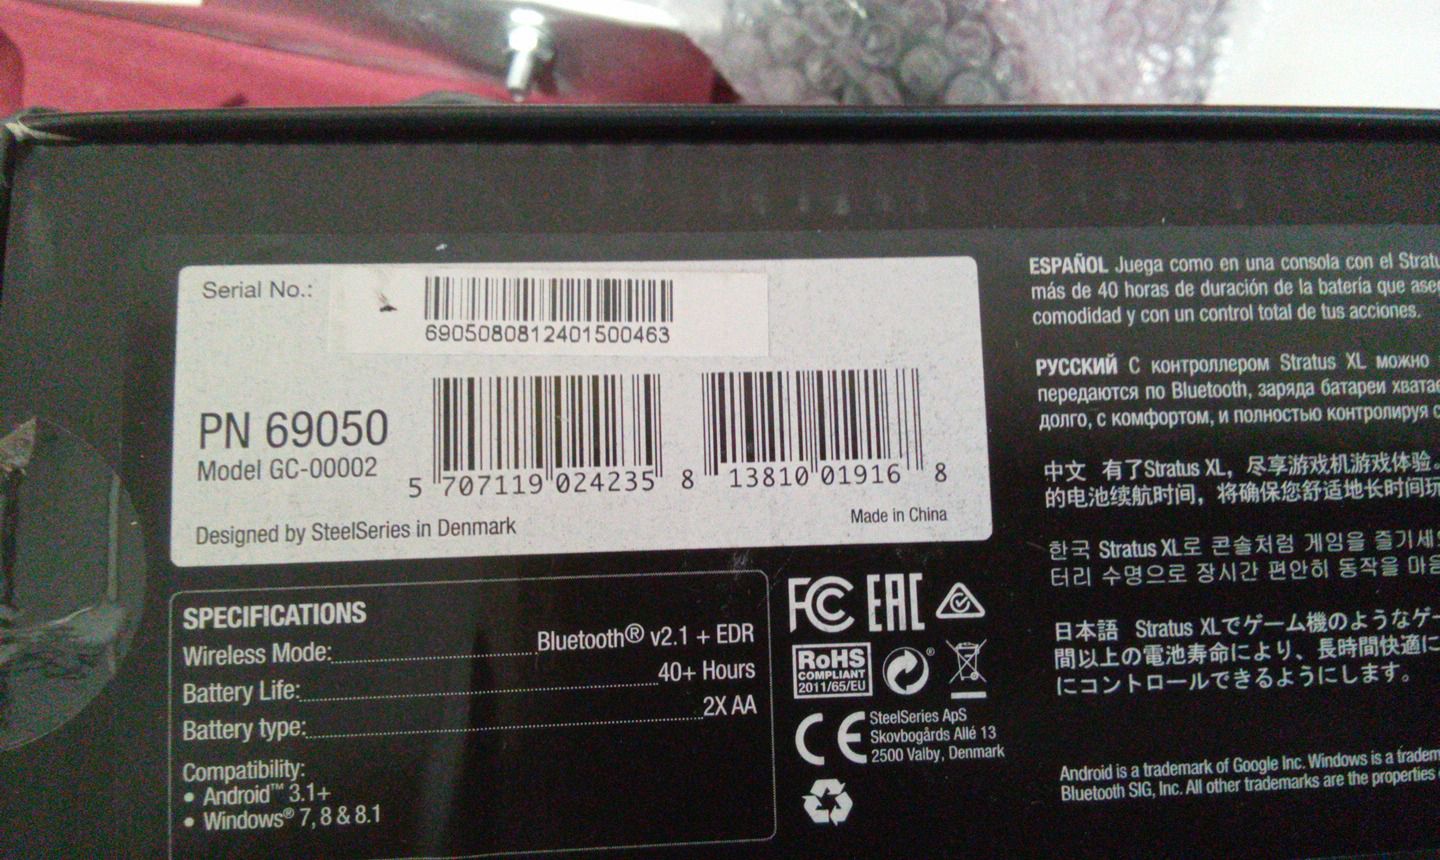 Serial No.:
6905080812401500463
PN 69050
Model GC-00002
5 707119 024235
8 13810 01916 8
Designed by SteelSeries in Denmark
Made in China
SPECIFICATIONS
Wireless Mode: Bluetooth® v2.1 + EDR
Battery Life: 40+ Hours
Battery type: 2X AA
Compatibility:
• Android™ 3.1+
• Windows® 7, 8 & 8.1
FC EAC
RoHS
COMPLIANT
2011/65/EU
CE
SteelSeries ApS
Skovbogårds Allé 13
2500 Valby, Denmark
ESPAÑOL Juega como en una consola con el
más de 40 horas de duración de la batería que
comodidad y con un control total de tus acciones.
РУССКИЙ С контроллером Stratus XL можно
передаются по Bluetooth, заряда батареи
долго, с комфортом, и полностью контролируя
中文 有了Stratus XL，尽享游戏机游戏体验。
的电池续航时间，将确保您舒适地长时间玩
한국 Stratus XL로 콘솔처럼 게임을
터리 수명으로 장시간 편안히 동작을
日本語 Stratus XLでゲーム機のようなゲー
間以上の電池寿命により、長時間快適に
にコントロールできるようにします。
Android is a trademark of Google Inc. Windows is a
Bluetooth SIG, Inc. All other trademarks are the properties